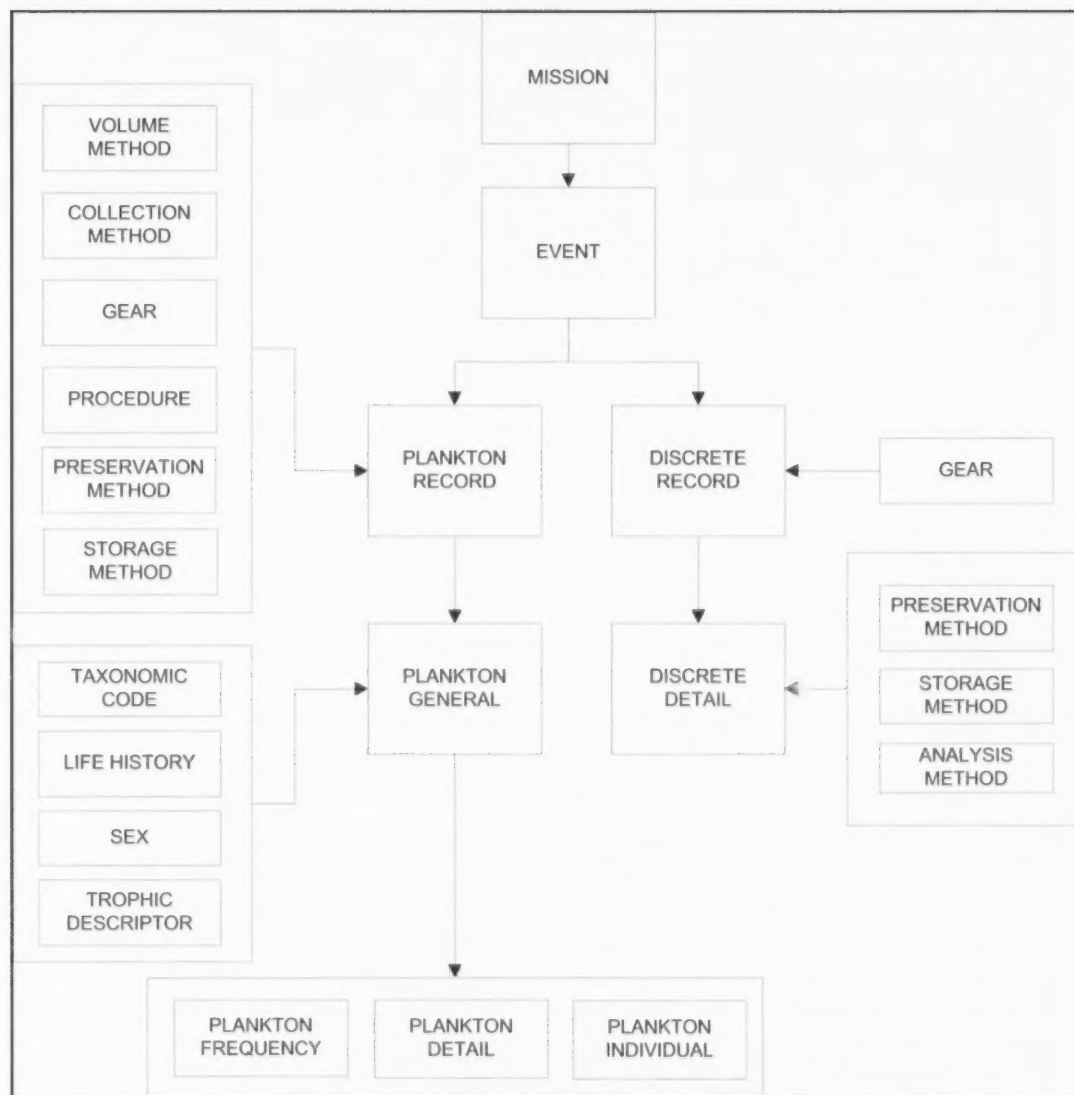 MISSION
VOLUME
METHOD
COLLECTION
METHOD
EVENT
GEAR
PROCEDURE
PLANKTON
RECORD
DISCRETE
RECORD
GEAR
PRESERVATION
METHOD
STORAGE
METHOD
PRESERVATION
METHOD
TAXONOMIC
CODE
PLANKTON
GENERAL
DISCRETE
DETAIL
STORAGE
METHOD
LIFE HISTORY
ANALYSIS
METHOD
SEX
TROPHIC
DESCRIPTOR
PLANKTON
FREQUENCY
PLANKTON
DETAIL
PLANKTON
INDIVIDUAL